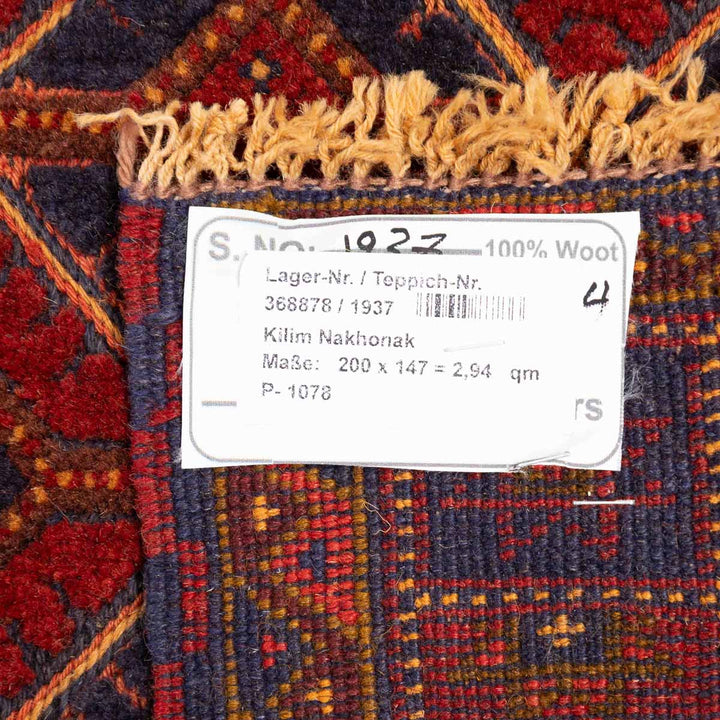 S. NO: 1937 100% Woot
Lager-Nr. / Teppich-Nr.
368878 / 1937
4
Kilim Nakhonak
Maße: 200 x 147 = 2,94 qm
P- 1078
rs